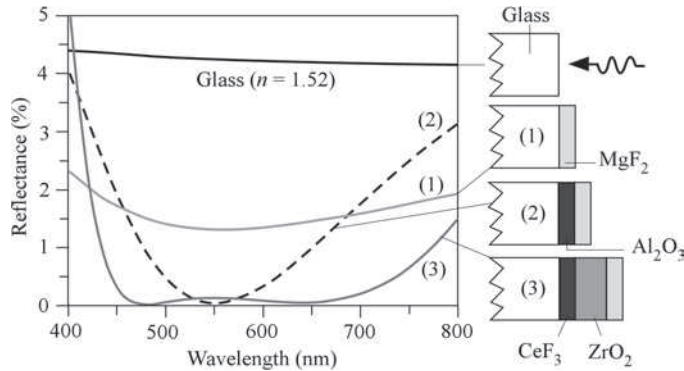 5
4
3
2
1
0
Reflectance (%)
400
500
600
700
800
Wavelength (nm)
Glass (n = 1.52)
(2)
(1)
(3)
Glass
(1)
MgF₂
(2)
Al₂O₃
(3)
CeF₃
ZrO₂